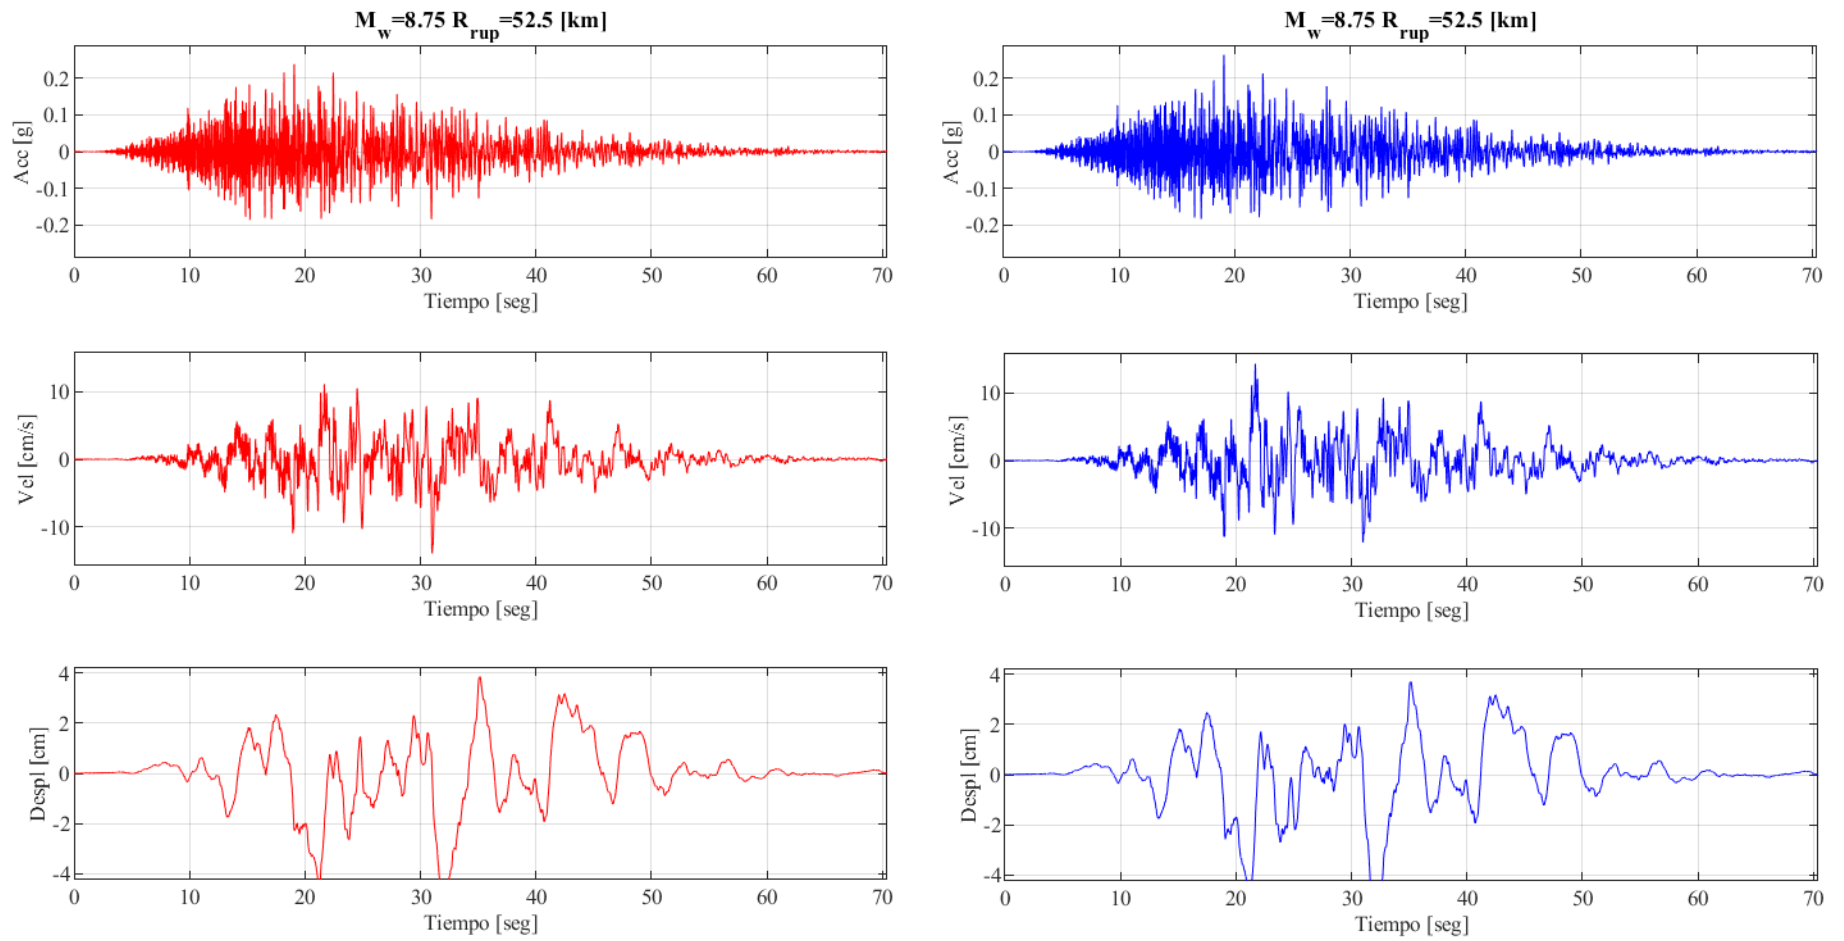 M_w=8.75 R_rup=52.5 [km]
Acc [g]
0.2
0.1
0
-0.1
-0.2
0 10 20 30 40 50 60 70
Tiempo [seg]
Vel [cm/s]
10
0
-10
0 10 20 30 40 50 60 70
Tiempo [seg]
Despl [cm]
4
2
0
-2
-4
0 10 20 30 40 50 60 70
Tiempo [seg]
M_w=8.75 R_rup=52.5 [km]
Acc [g]
0.2
0.1
0
-0.1
-0.2
0 10 20 30 40 50 60 70
Tiempo [seg]
Vel [cm/s]
10
0
-10
0 10 20 30 40 50 60 70
Tiempo [seg]
Despl [cm]
4
2
0
-2
-4
0 10 20 30 40 50 60 70
Tiempo [seg]